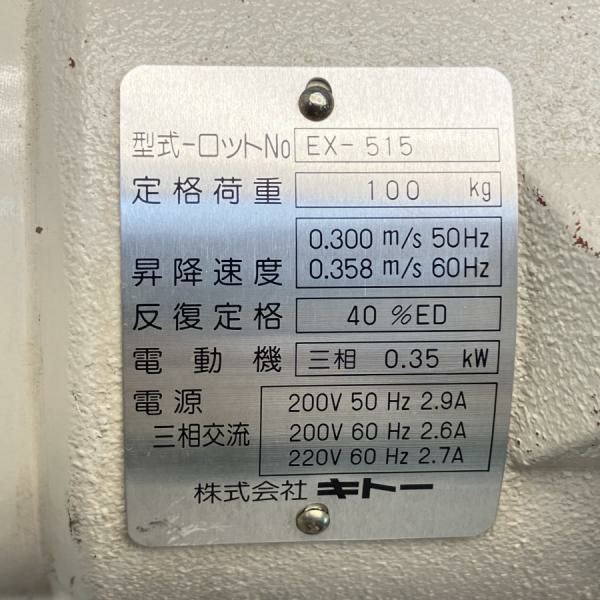 型式-ロットNo EX-515
定格荷重 100 kg
0.300 m/s 50Hz
昇降速度 0.358 m/s 60Hz
反復定格 40 %ED
電動機 三相 0.35 kW
電源 200V 50 Hz 2.9A
三相交流 200V 60 Hz 2.6A
220V 60 Hz 2.7A
株式会社 キトー